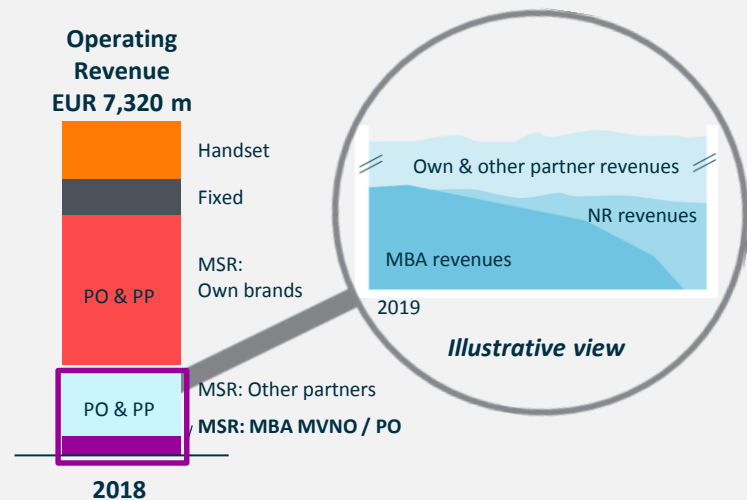 Operating
Revenue
EUR 7,320 m
Handset
Fixed
MSR:
Own brands
PO & PP
MSR: Other partners
PO & PP
MSR: MBA MVNO / PO
2018
Own & other partner revenues
NR revenues
MBA revenues
2019
Illustrative view